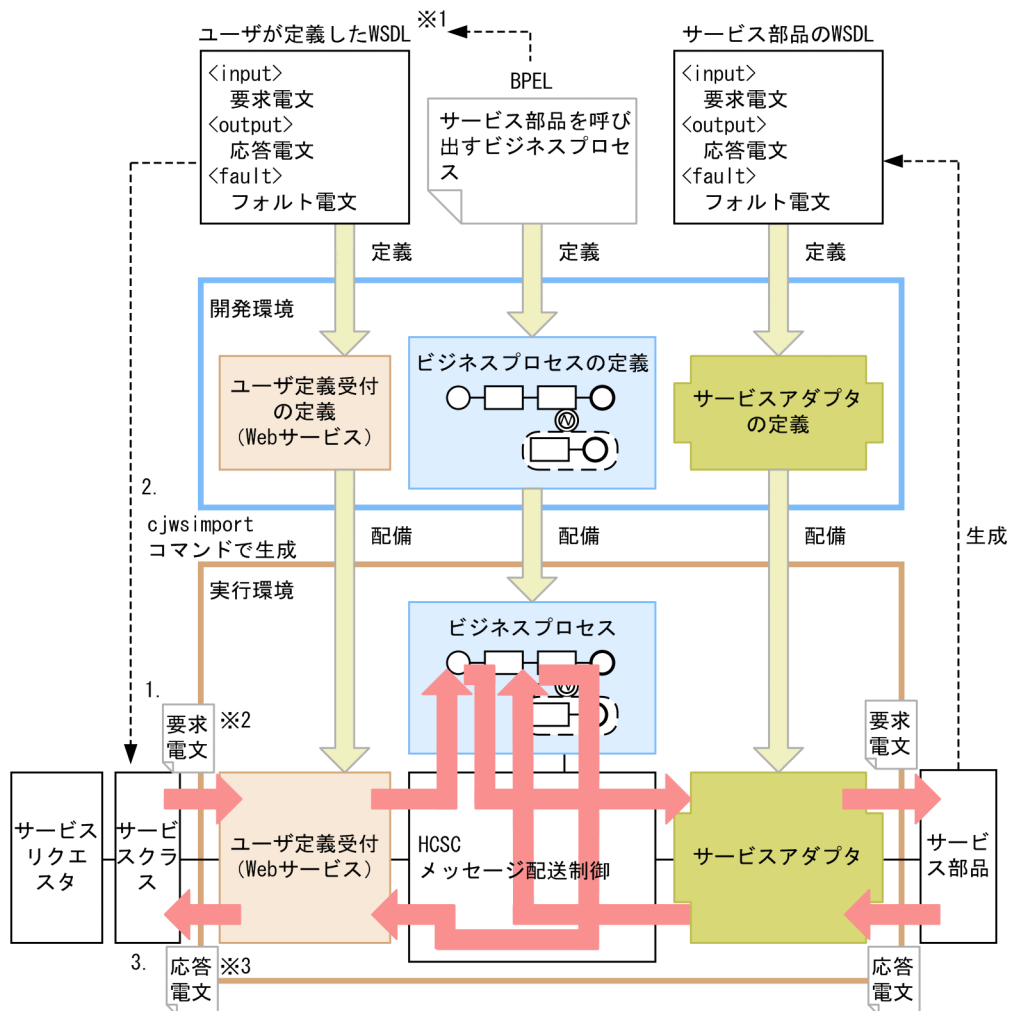 ユーザが定義したWSDL
※1
サービス部品のWSDL
BPEL
<input>
要求電文
<output>
応答電文
<fault>
フォルト電文
サービス部品を呼び
出すビジネスプロセ
ス
<input>
要求電文
<output>
応答電文
<fault>
フォルト電文
定義
定義
定義
開発環境
ユーザ定義受付
の定義
(Webサービス)
ビジネスプロセスの定義
サービスアダプタ
の定義
2.
cjwsimport
コマンドで生成
配備
配備
配備
生成
実行環境
ビジネスプロセス
1.
要求
電文
※2
要求
電文
サービス
リクエ
スタ
サービ
スクラ
ス
ユーザ定義受付
(Webサービス)
HCSC
メッセージ配送制御
サービスアダプタ
サービ
ス部品
3.
応答
電文
※3
応答
電文